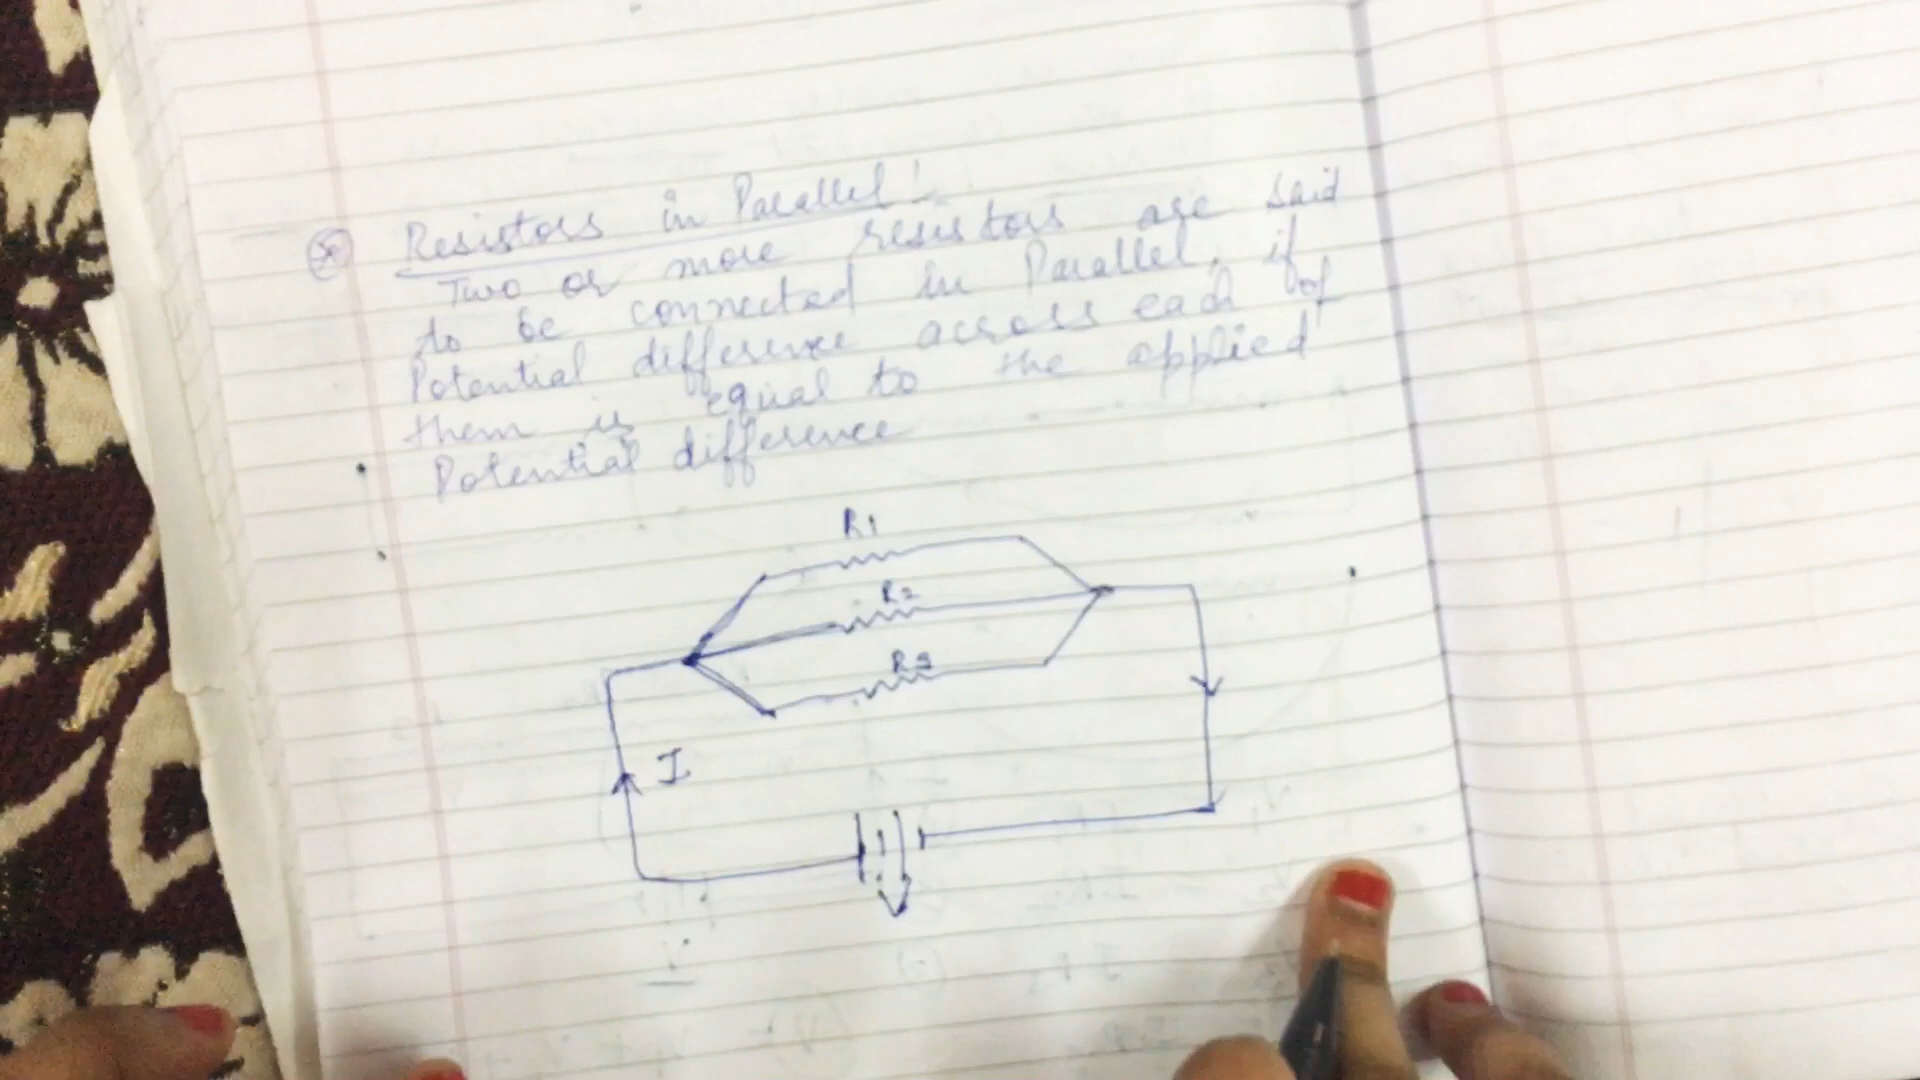 Resistors in Parallel!
Two or more resistors are said
to be connected in Parallel, if
Potential difference across each of
them is equal to the applied
Potential difference
R1
R2
R3
I